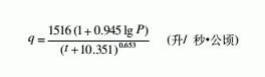 q = 1516 (1 + 0.945 lg P) / (t + 10.351)^0.653 (升/ 秒•公顷)